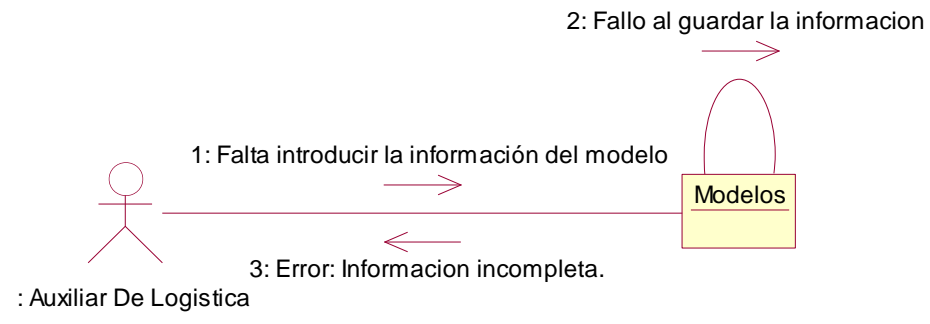 2: Fallo al guardar la informacion
1: Falta introducir la información del modelo
Modelos
3: Error: Informacion incompleta.
: Auxiliar De Logistica